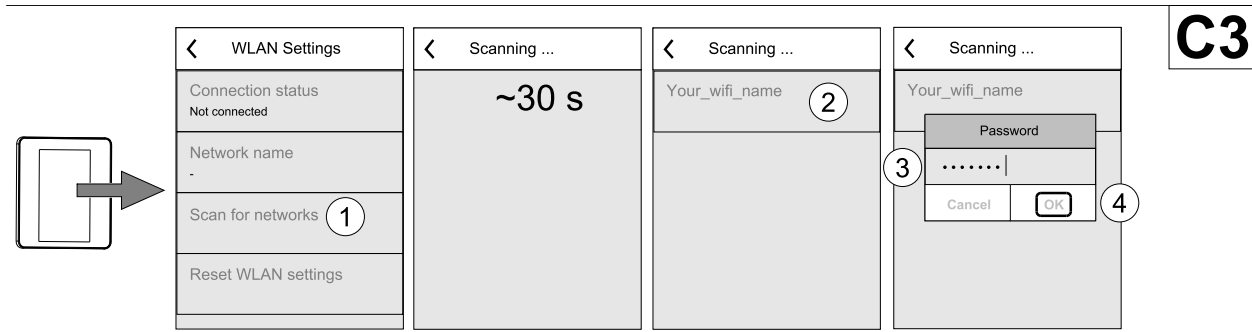 C3
WLAN Settings
Connection status
Not connected
Network name
-
Scan for networks
1
Reset WLAN settings
Scanning ...
~30 s
Scanning ...
Your_wifi_name
2
Scanning ...
Your_wifi_name
Password
3
•••••••|
Cancel
OK
4